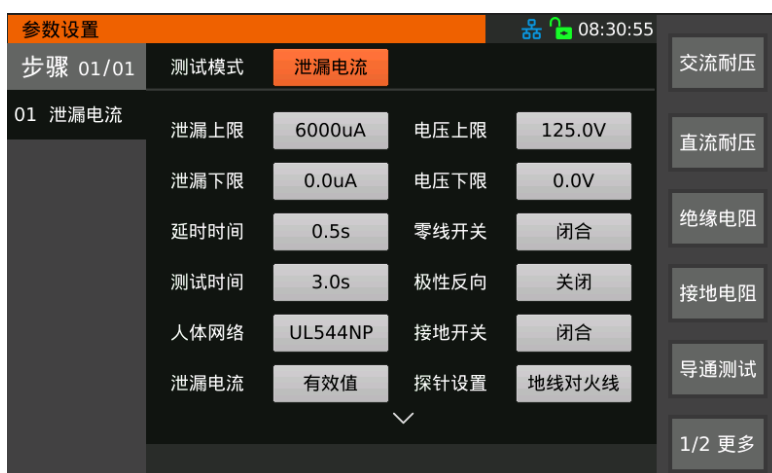 参数设置
08:30:55
步骤 01/01
测试模式 泄漏电流
01 泄漏电流
泄漏上限 6000uA 电压上限 125.0V
泄漏下限 0.0uA 电压下限 0.0V
延时时间 0.5s 零线开关 闭合
测试时间 3.0s 极性反向 关闭
人体网络 UL544NP 接地开关 闭合
泄漏电流 有效值 探针设置 地线对火线
交流耐压
直流耐压
绝缘电阻
接地电阻
导通测试
1/2 更多